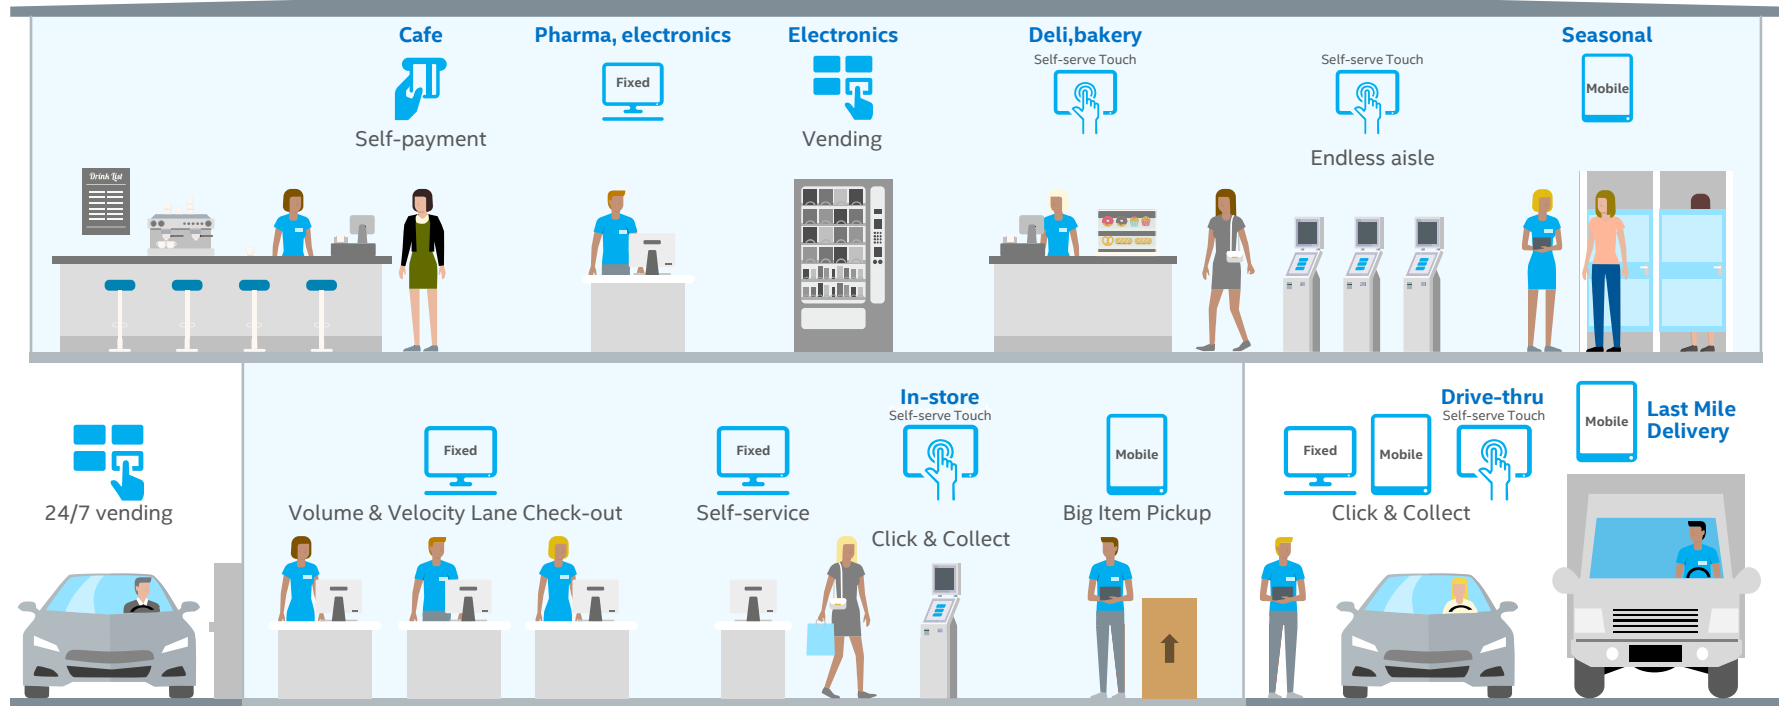 Cafe
Self-payment
Pharma, electronics
Fixed
Electronics
Vending
Deli,bakery
Self-serve Touch
Self-serve Touch
Endless aisle
Seasonal
Mobile
Drink List
24/7 vending
Fixed
Volume & Velocity Lane Check-out
Fixed
Self-service
In-store
Self-serve Touch
Click & Collect
Mobile
Big Item Pickup
Drive-thru
Self-serve Touch
Fixed
Mobile
Click & Collect
Mobile
Last Mile
Delivery